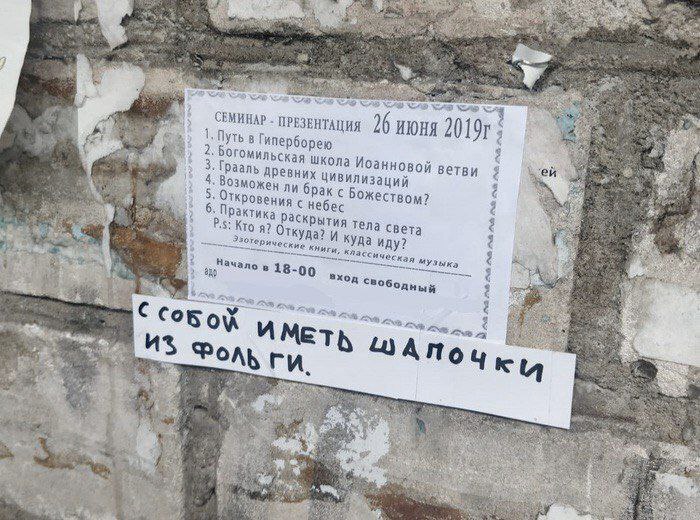 СЕМИНАР - ПРЕЗЕНТАЦИЯ 26 ИЮНЯ 2019г
1. Путь в Гиперборею
2. Богомильская школа Иоанновой ветви
3. Грааль древних цивилизаций
4. Возможен ли брак с Божеством?
5. Откровения с небес
6. Практика раскрытия тела света
P.s: Кто я? Откуда? И куда иду?
Эзотерические книги, классическая музыка
Начало в 18-00 вход свободный
адр
ей
С СОБОЙ ИМЕТЬ ШАПОЧКИ
ИЗ ФОЛЬГИ.